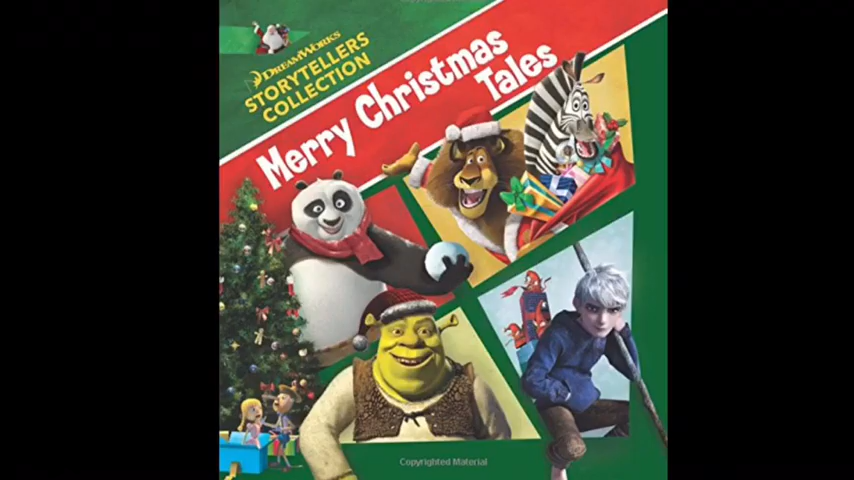 DREAMWORKS
STORYTELLERS
COLLECTION
Merry Christmas
Tales
Copyrighted Material